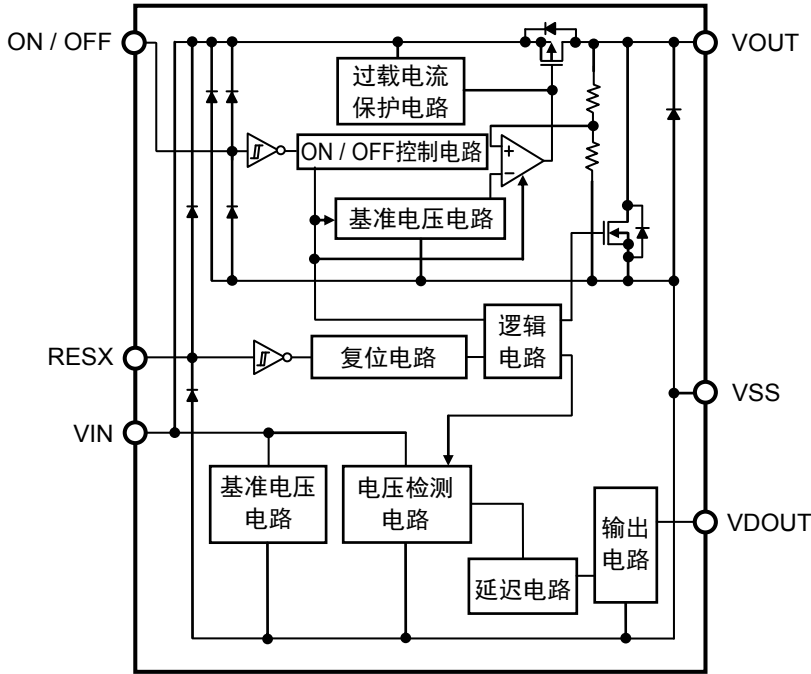 ON / OFF
VOUT
过载电流
保护电路
ON / OFF控制电路
+
−
基准电压电路
逻辑
电路
RESX
复位电路
VSS
VIN
基准电压
电路
电压检测
电路
输出
电路
VDOUT
延迟电路